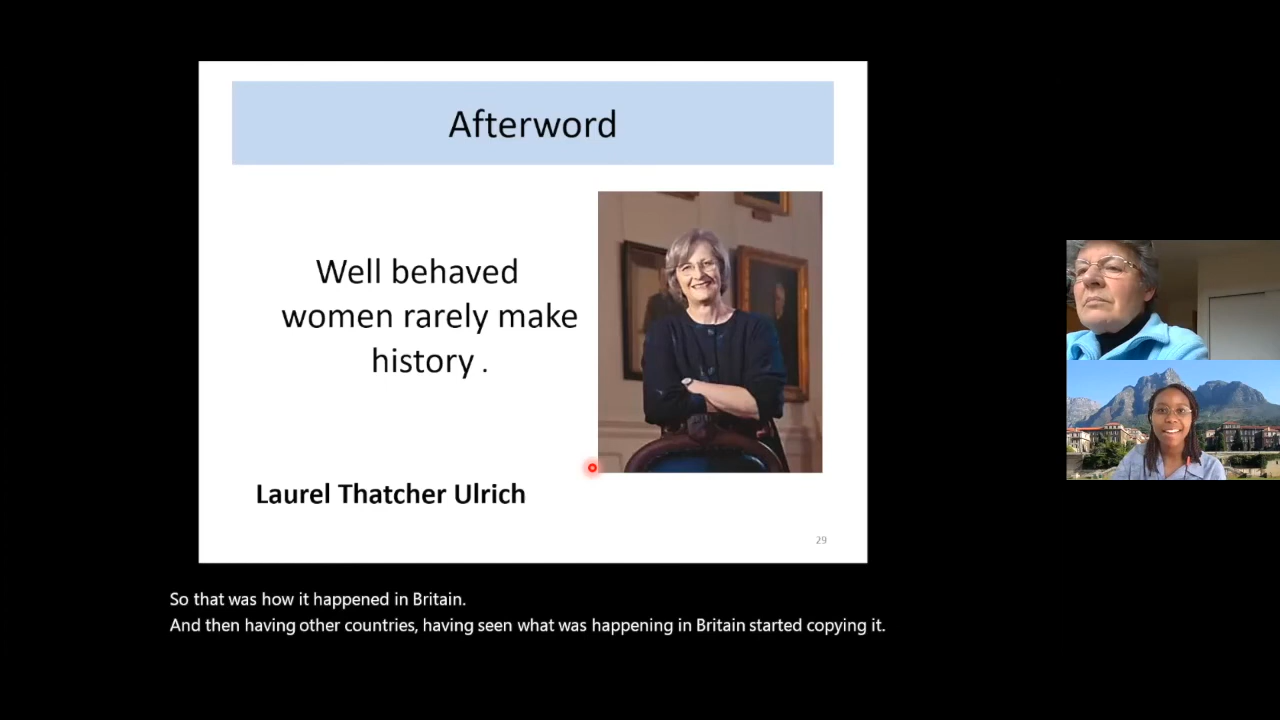 Afterword
Well behaved
women rarely make
history .
Laurel Thatcher Ulrich
29
So that was how it happened in Britain.
And then having other countries, having seen what was happening in Britain started copying it.